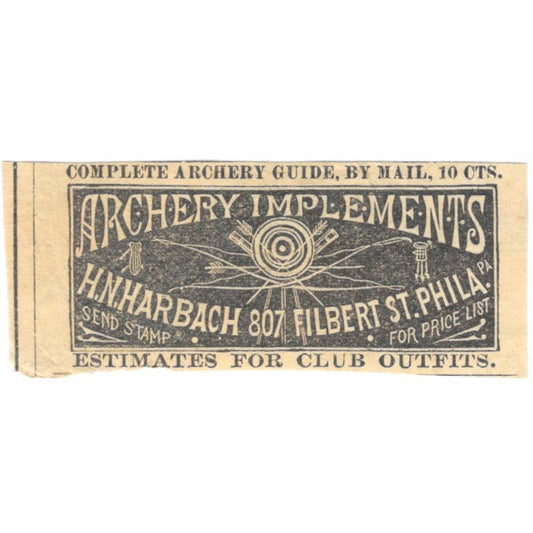 COMPLETE ARCHERY GUIDE, BY MAIL, 10 CTS.
ARCHERY IMPLEMENTS
H.N. HARBACH 807 FILBERT ST. PHILA. PA
SEND STAMP FOR PRICE LIST
ESTIMATES FOR CLUB OUTFITS.